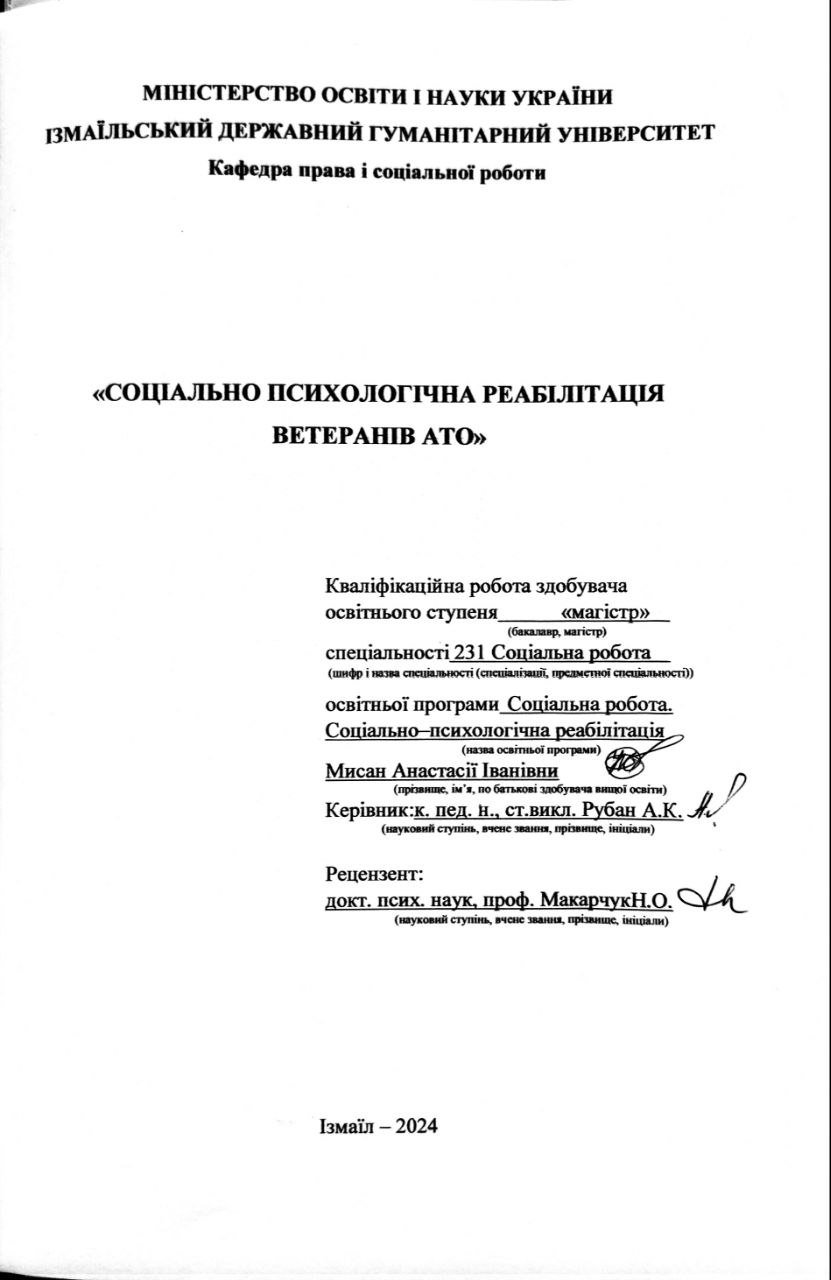 МІНІСТЕРСТВО ОСВІТИ І НАУКИ УКРАЇНИ
ІЗМАЇЛЬСЬКИЙ ДЕРЖАВНИЙ ГУМАНІТАРНИЙ УНІВЕРСИТЕТ
Кафедра права і соціальної роботи
«СОЦІАЛЬНО ПСИХОЛОГІЧНА РЕАБІЛІТАЦІЯ
ВЕТЕРАНІВ АТО»
Кваліфікаційна робота здобувача
освітнього ступеня «магістр»
(бакалавр, магістр)
спеціальності 231 Соціальна робота
(шифр і назва спеціальності (спеціалізації, предметної спеціальності))
освітньої програми Соціальна робота.
Соціально–психологічна реабілітація
(назва освітньої програми)
Мисан Анастасії Іванівни
(прізвище, ім’я, по батькові здобувача вищої освіти)
Керівник:к. пед. н., ст.викл. Рубан А.К.
(науковий ступінь, вчене звання, прізвище, ініціали)
Рецензент:
докт. псих. наук, проф. МакарчукН.О.
(науковий ступінь, вчене звання, прізвище, ініціали)
Ізмаїл – 2024